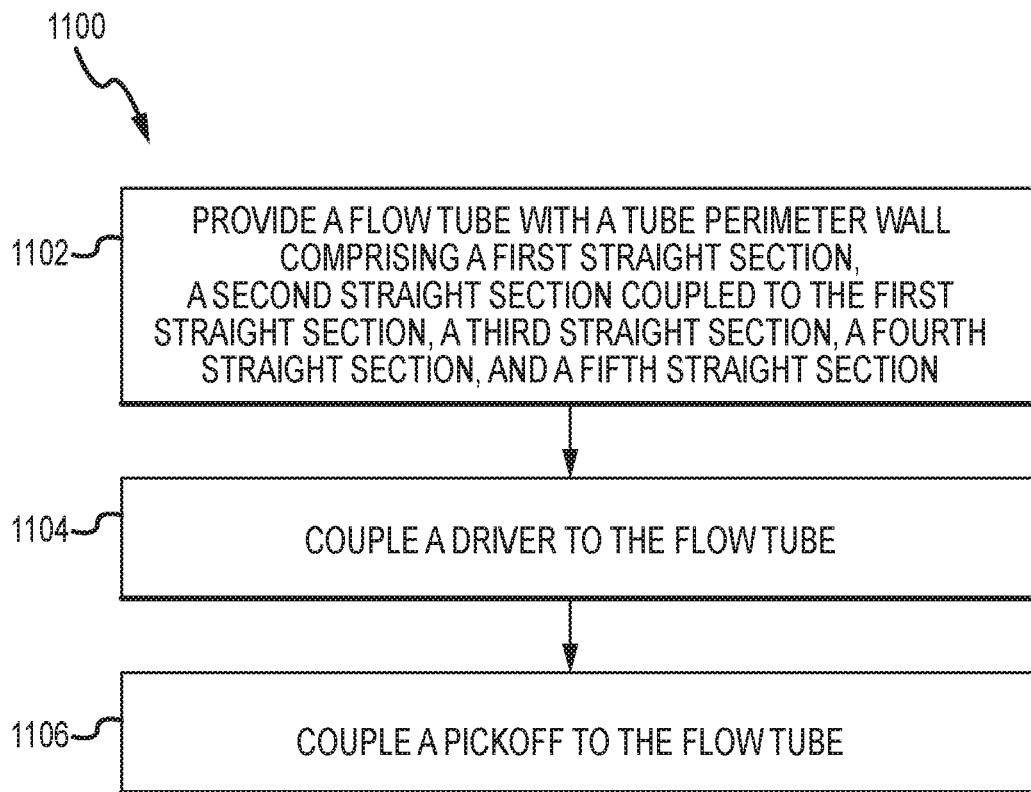 1100
1102
PROVIDE A FLOW TUBE WITH A TUBE PERIMETER WALL
COMPRISING A FIRST STRAIGHT SECTION,
A SECOND STRAIGHT SECTION COUPLED TO THE FIRST
STRAIGHT SECTION, A THIRD STRAIGHT SECTION, A FOURTH
STRAIGHT SECTION, AND A FIFTH STRAIGHT SECTION
1104
COUPLE A DRIVER TO THE FLOW TUBE
1106
COUPLE A PICKOFF TO THE FLOW TUBE